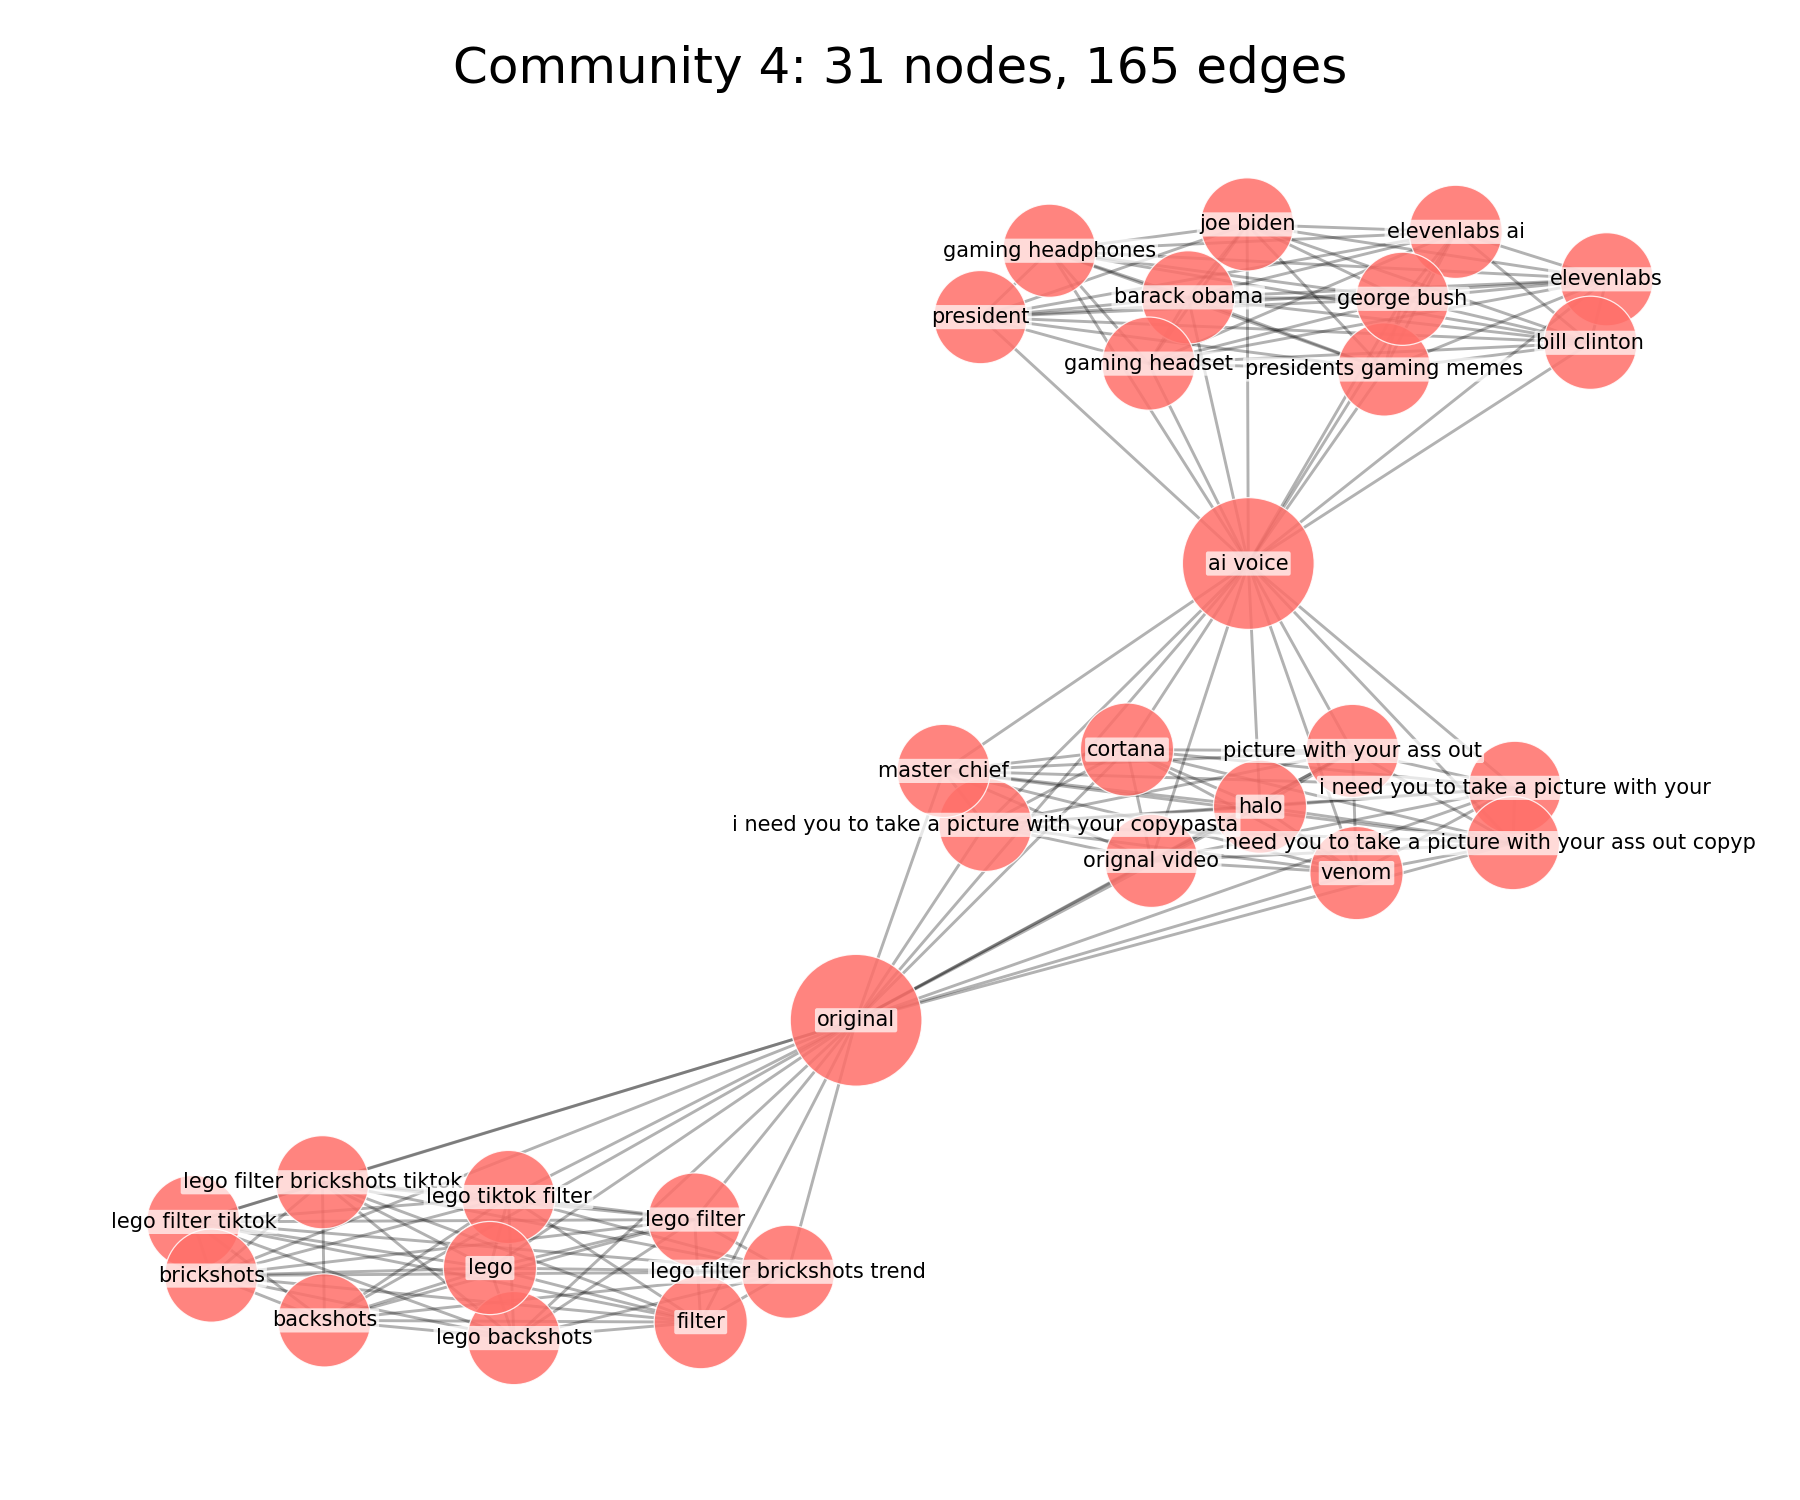 Community 4: 31 nodes, 165 edges
joe biden
elevenlabs ai
gaming headphones
elevenlabs
barack obama
george bush
president
bill clinton
gaming headset
presidents gaming memes
ai voice
cortana
picture with your ass out
master chief
i need you to take a picture with your
halo
i need you to take a picture with your copypasta
need you to take a picture with your ass out copyp
orignal video
venom
original
lego filter brickshots tiktok
lego tiktok filter
lego filter tiktok
lego filter
lego
lego filter brickshots trend
brickshots
backshots
filter
lego backshots